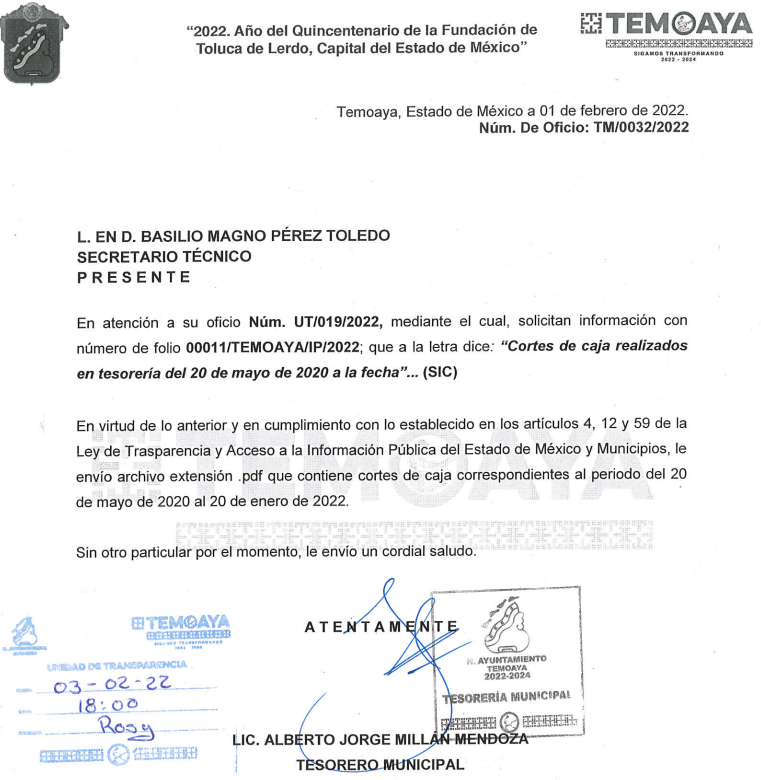 “2022. Año del Quincentenario de la Fundación de
Toluca de Lerdo, Capital del Estado de México”
TEMOAYA
SIGAMOS TRANSFORMANDO
2022 - 2024
Temoaya, Estado de México a 01 de febrero de 2022.
Núm. De Oficio: TM/0032/2022
L. EN D. BASILIO MAGNO PÉREZ TOLEDO
SECRETARIO TÉCNICO
P R E S E N T E
En atención a su oficio Núm. UT/019/2022, mediante el cual, solicitan información con
número de folio 00011/TEMOAYA/IP/2022; que a la letra dice: “Cortes de caja realizados
en tesorería del 20 de mayo de 2020 a la fecha”... (SIC)
En virtud de lo anterior y en cumplimiento con lo establecido en los artículos 4, 12 y 59 de la
Ley de Trasparencia y Acceso a la Información Pública del Estado de México y Municipios, le
envío archivo extensión .pdf que contiene cortes de caja correspondientes al periodo del 20
de mayo de 2020 al 20 de enero de 2022.
TEMOAYA
Sin otro particular por el momento, le envío un cordial saludo.
A T E N T A M E N T E
H. AYUNTAMIENTO
TEMOAYA
2022-2024
TESORERÍA MUNICIPAL
TEMOAYA
SIGAMOS TRANSFORMANDO
UNIDAD DE TRANSPARENCIA
03-02-22
18:00
Rosy
LIC. ALBERTO JORGE MILLÁN MENDOZA
TESORERO MUNICIPAL